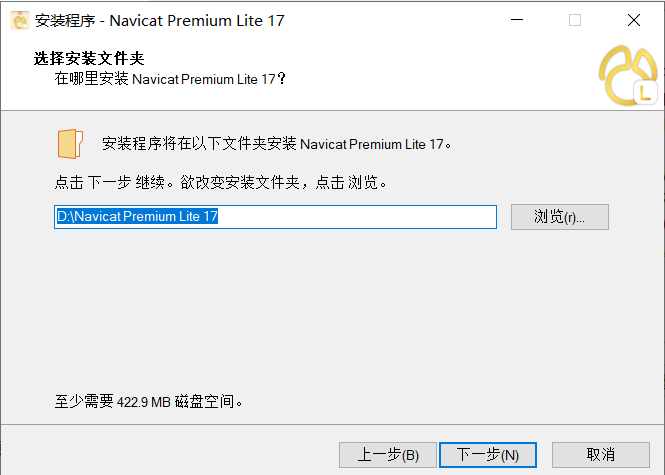 安装程序 - Navicat Premium Lite 17
选择安装文件夹
在哪里安装 Navicat Premium Lite 17?
L
安装程序将在以下文件夹安装 Navicat Premium Lite 17。
点击 下一步 继续。欲改变安装文件夹，点击 浏览。
D:\Navicat Premium Lite 17
浏览(r)...
至少需要 422.9 MB 磁盘空间。
上一步(B)
下一步(N)
取消